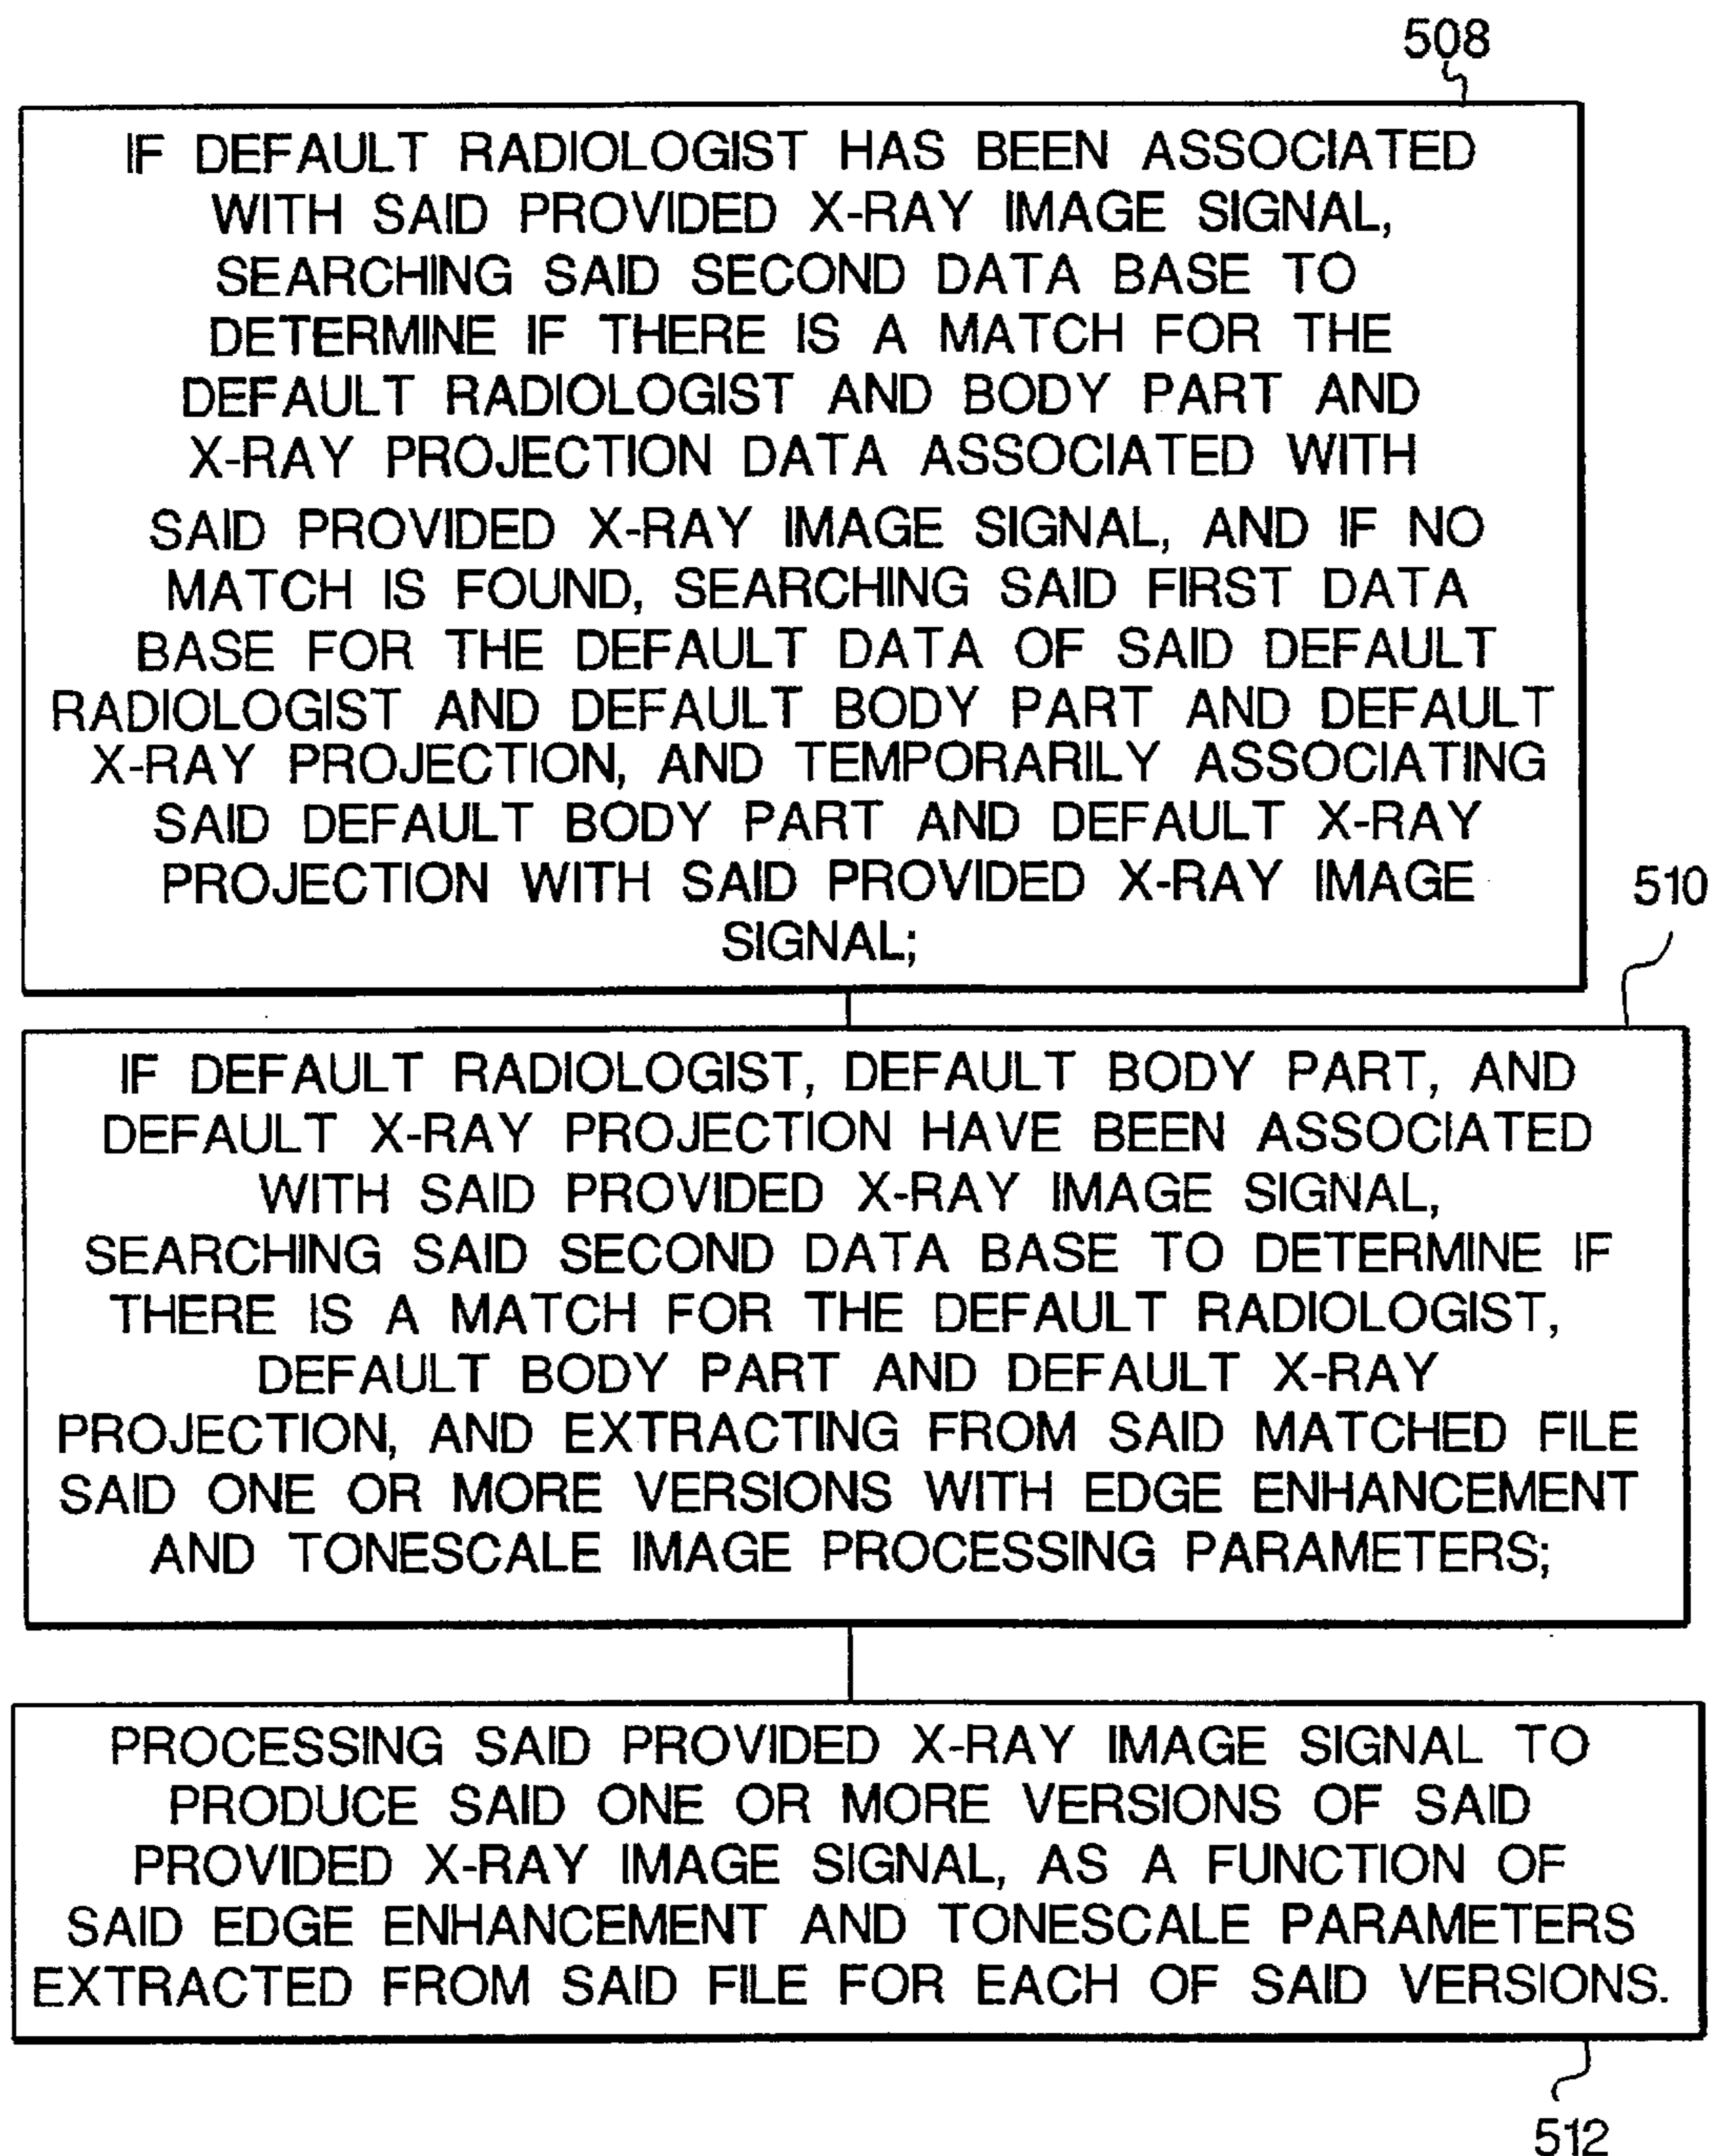 508
IF DEFAULT RADIOLOGIST HAS BEEN ASSOCIATED
WITH SAID PROVIDED X-RAY IMAGE SIGNAL,
SEARCHING SAID SECOND DATA BASE TO
DETERMINE IF THERE IS A MATCH FOR THE
DEFAULT RADIOLOGIST AND BODY PART AND
X-RAY PROJECTION DATA ASSOCIATED WITH
SAID PROVIDED X-RAY IMAGE SIGNAL, AND IF NO
MATCH IS FOUND, SEARCHING SAID FIRST DATA
BASE FOR THE DEFAULT DATA OF SAID DEFAULT
RADIOLOGIST AND DEFAULT BODY PART AND DEFAULT
X-RAY PROJECTION, AND TEMPORARILY ASSOCIATING
SAID DEFAULT BODY PART AND DEFAULT X-RAY
PROJECTION WITH SAID PROVIDED X-RAY IMAGE
SIGNAL;
510
IF DEFAULT RADIOLOGIST, DEFAULT BODY PART, AND
DEFAULT X-RAY PROJECTION HAVE BEEN ASSOCIATED
WITH SAID PROVIDED X-RAY IMAGE SIGNAL,
SEARCHING SAID SECOND DATA BASE TO DETERMINE IF
THERE IS A MATCH FOR THE DEFAULT RADIOLOGIST,
DEFAULT BODY PART AND DEFAULT X-RAY
PROJECTION, AND EXTRACTING FROM SAID MATCHED FILE
SAID ONE OR MORE VERSIONS WITH EDGE ENHANCEMENT
AND TONESCALE IMAGE PROCESSING PARAMETERS;
PROCESSING SAID PROVIDED X-RAY IMAGE SIGNAL TO
PRODUCE SAID ONE OR MORE VERSIONS OF SAID
PROVIDED X-RAY IMAGE SIGNAL, AS A FUNCTION OF
SAID EDGE ENHANCEMENT AND TONESCALE PARAMETERS
EXTRACTED FROM SAID FILE FOR EACH OF SAID VERSIONS.
512